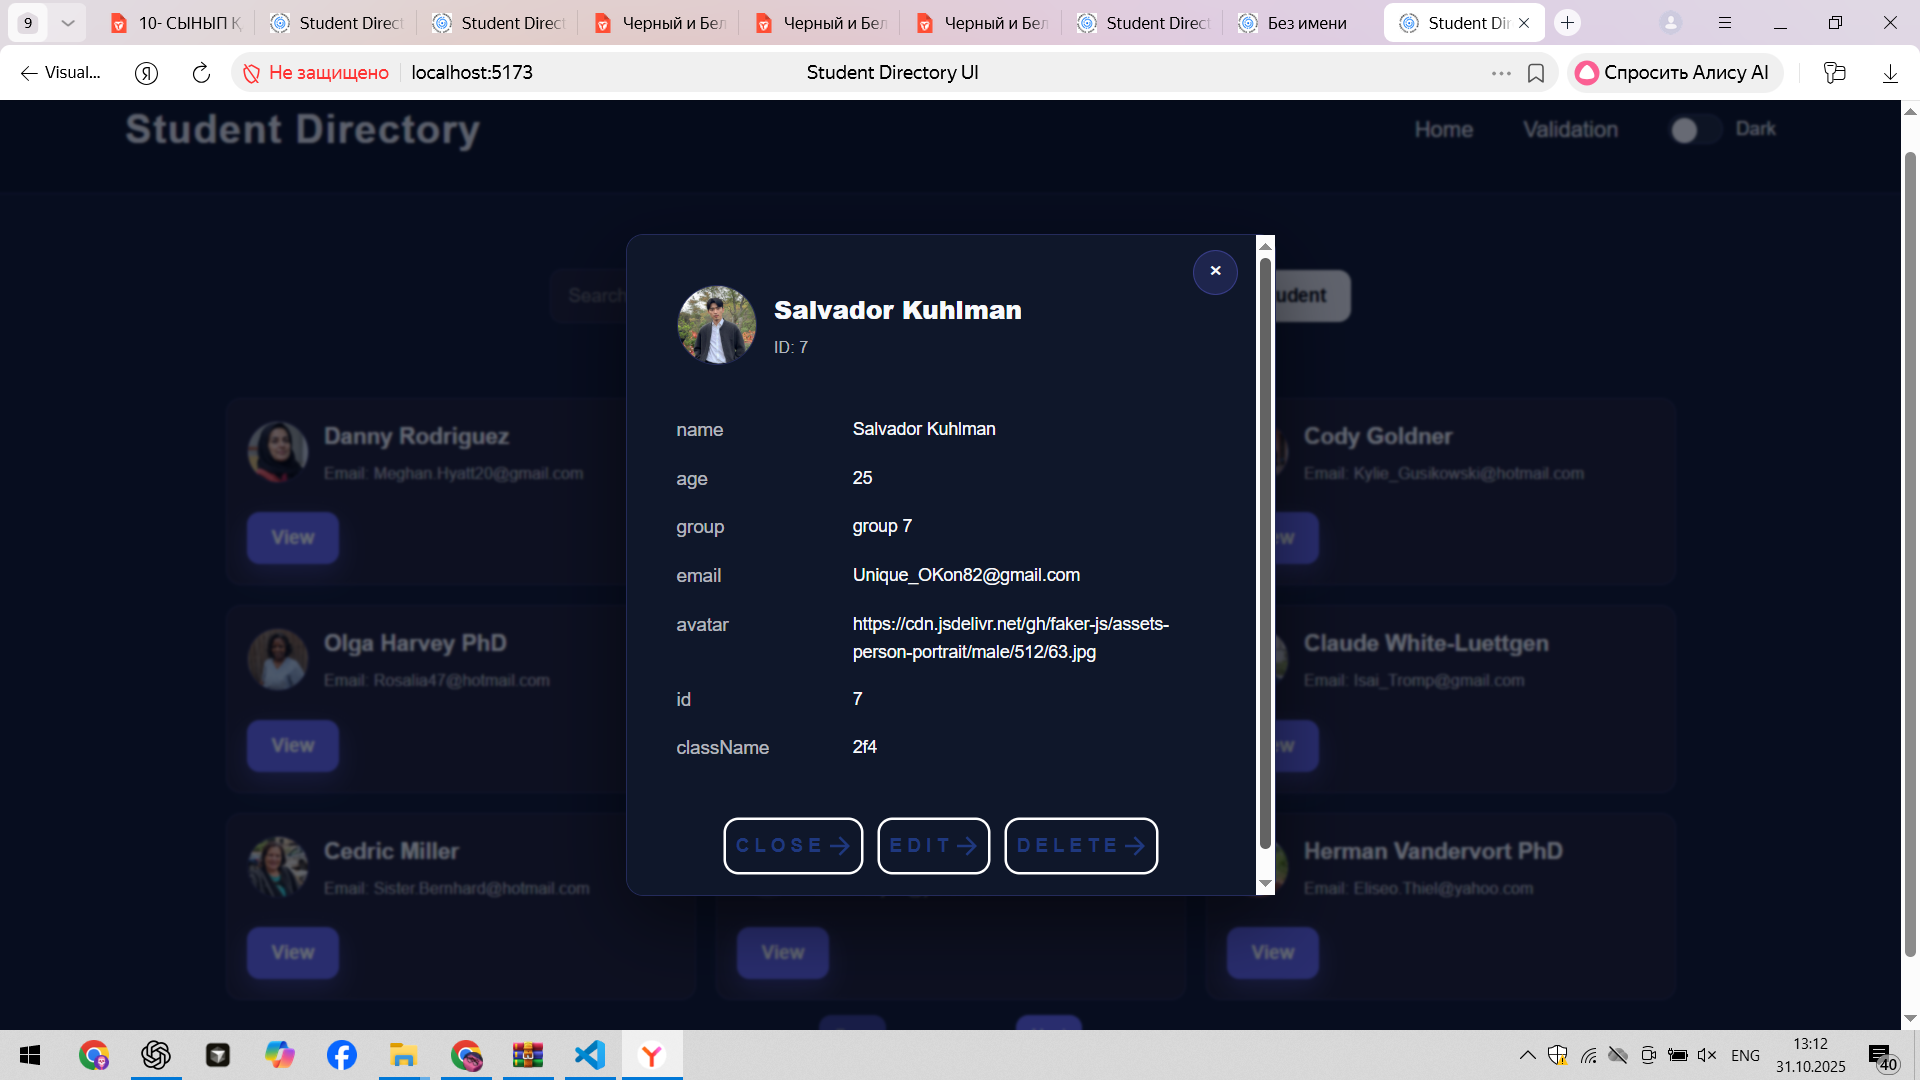 9
10- СЫНЫП Қ
Student Direct
Student Direct
Черный и Бел
Черный и Бел
Черный и Бел
Student Direct
Без имени
Student Dir
Visual...
Не защищено
localhost:5173
Student Directory UI
Спросить Алису AI
Student Directory
Home
Validation
Dark
Search
udent
Salvador Kuhlman
ID: 7
name
Salvador Kuhlman
age
25
group
group 7
email
Unique_OKon82@gmail.com
avatar
https://cdn.jsdelivr.net/gh/faker-js/assets-
person-portrait/male/512/63.jpg
id
7
className
2f4
CLOSE
EDIT
DELETE
Danny Rodriguez
Email: Meghan.Hyatt20@gmail.com
View
Cody Goldner
Email: Kylie_Gusikowski@hotmail.com
ew
Olga Harvey PhD
Email: Rosalia47@hotmail.com
View
Claude White-Luettgen
Email: Isai_Tromp@gmail.com
ew
Cedric Miller
Email: Sister.Bernhard@hotmail.com
View
View
Herman Vandervort PhD
Email: Eliseo.Thiel@yahoo.com
View
ENG
13:12
31.10.2025
40